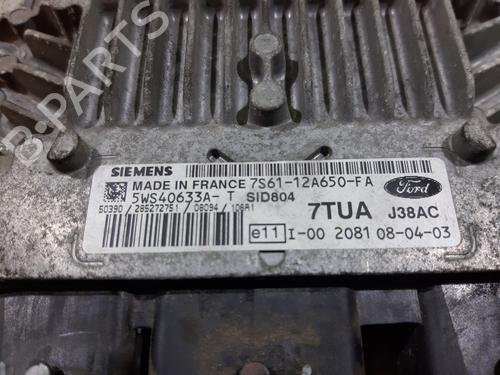 B-PARTS
SIEMENS
MADE IN FRANCE 7S61-12A650-FA
5WS40633A- T SID804
50390 / 285272751 / 08094 / 106A1
Ford
7TUA J38AC
e11 I-00 2081 08-04-03